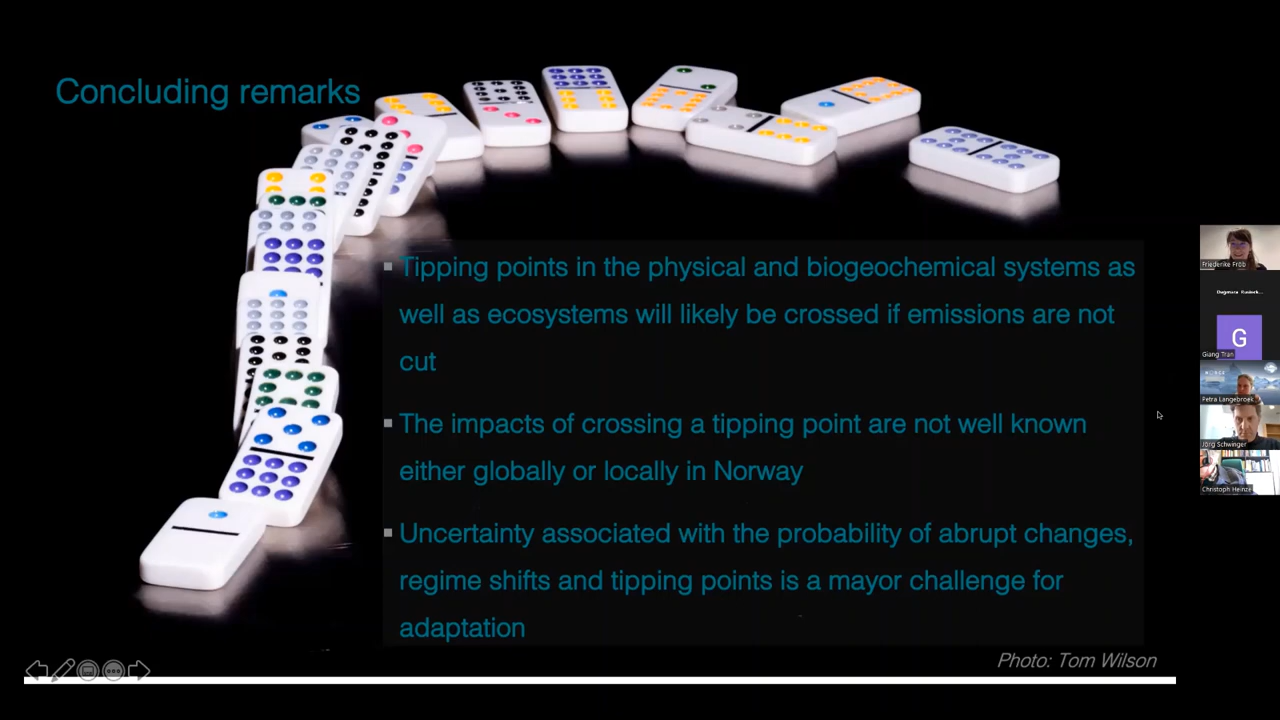 Concluding remarks
Tipping points in the physical and biogeochemical systems as
well as ecosystems will likely be crossed if emissions are not
cut
The impacts of crossing a tipping point are not well known
either globally or locally in Norway
Uncertainty associated with the probability of abrupt changes,
regime shifts and tipping points is a mayor challenge for
adaptation
Photo: Tom Wilson
Friederike Fröb
G
Giang Tran
Petra Langebroek
Jörg Schwinger
Christoph Heinze